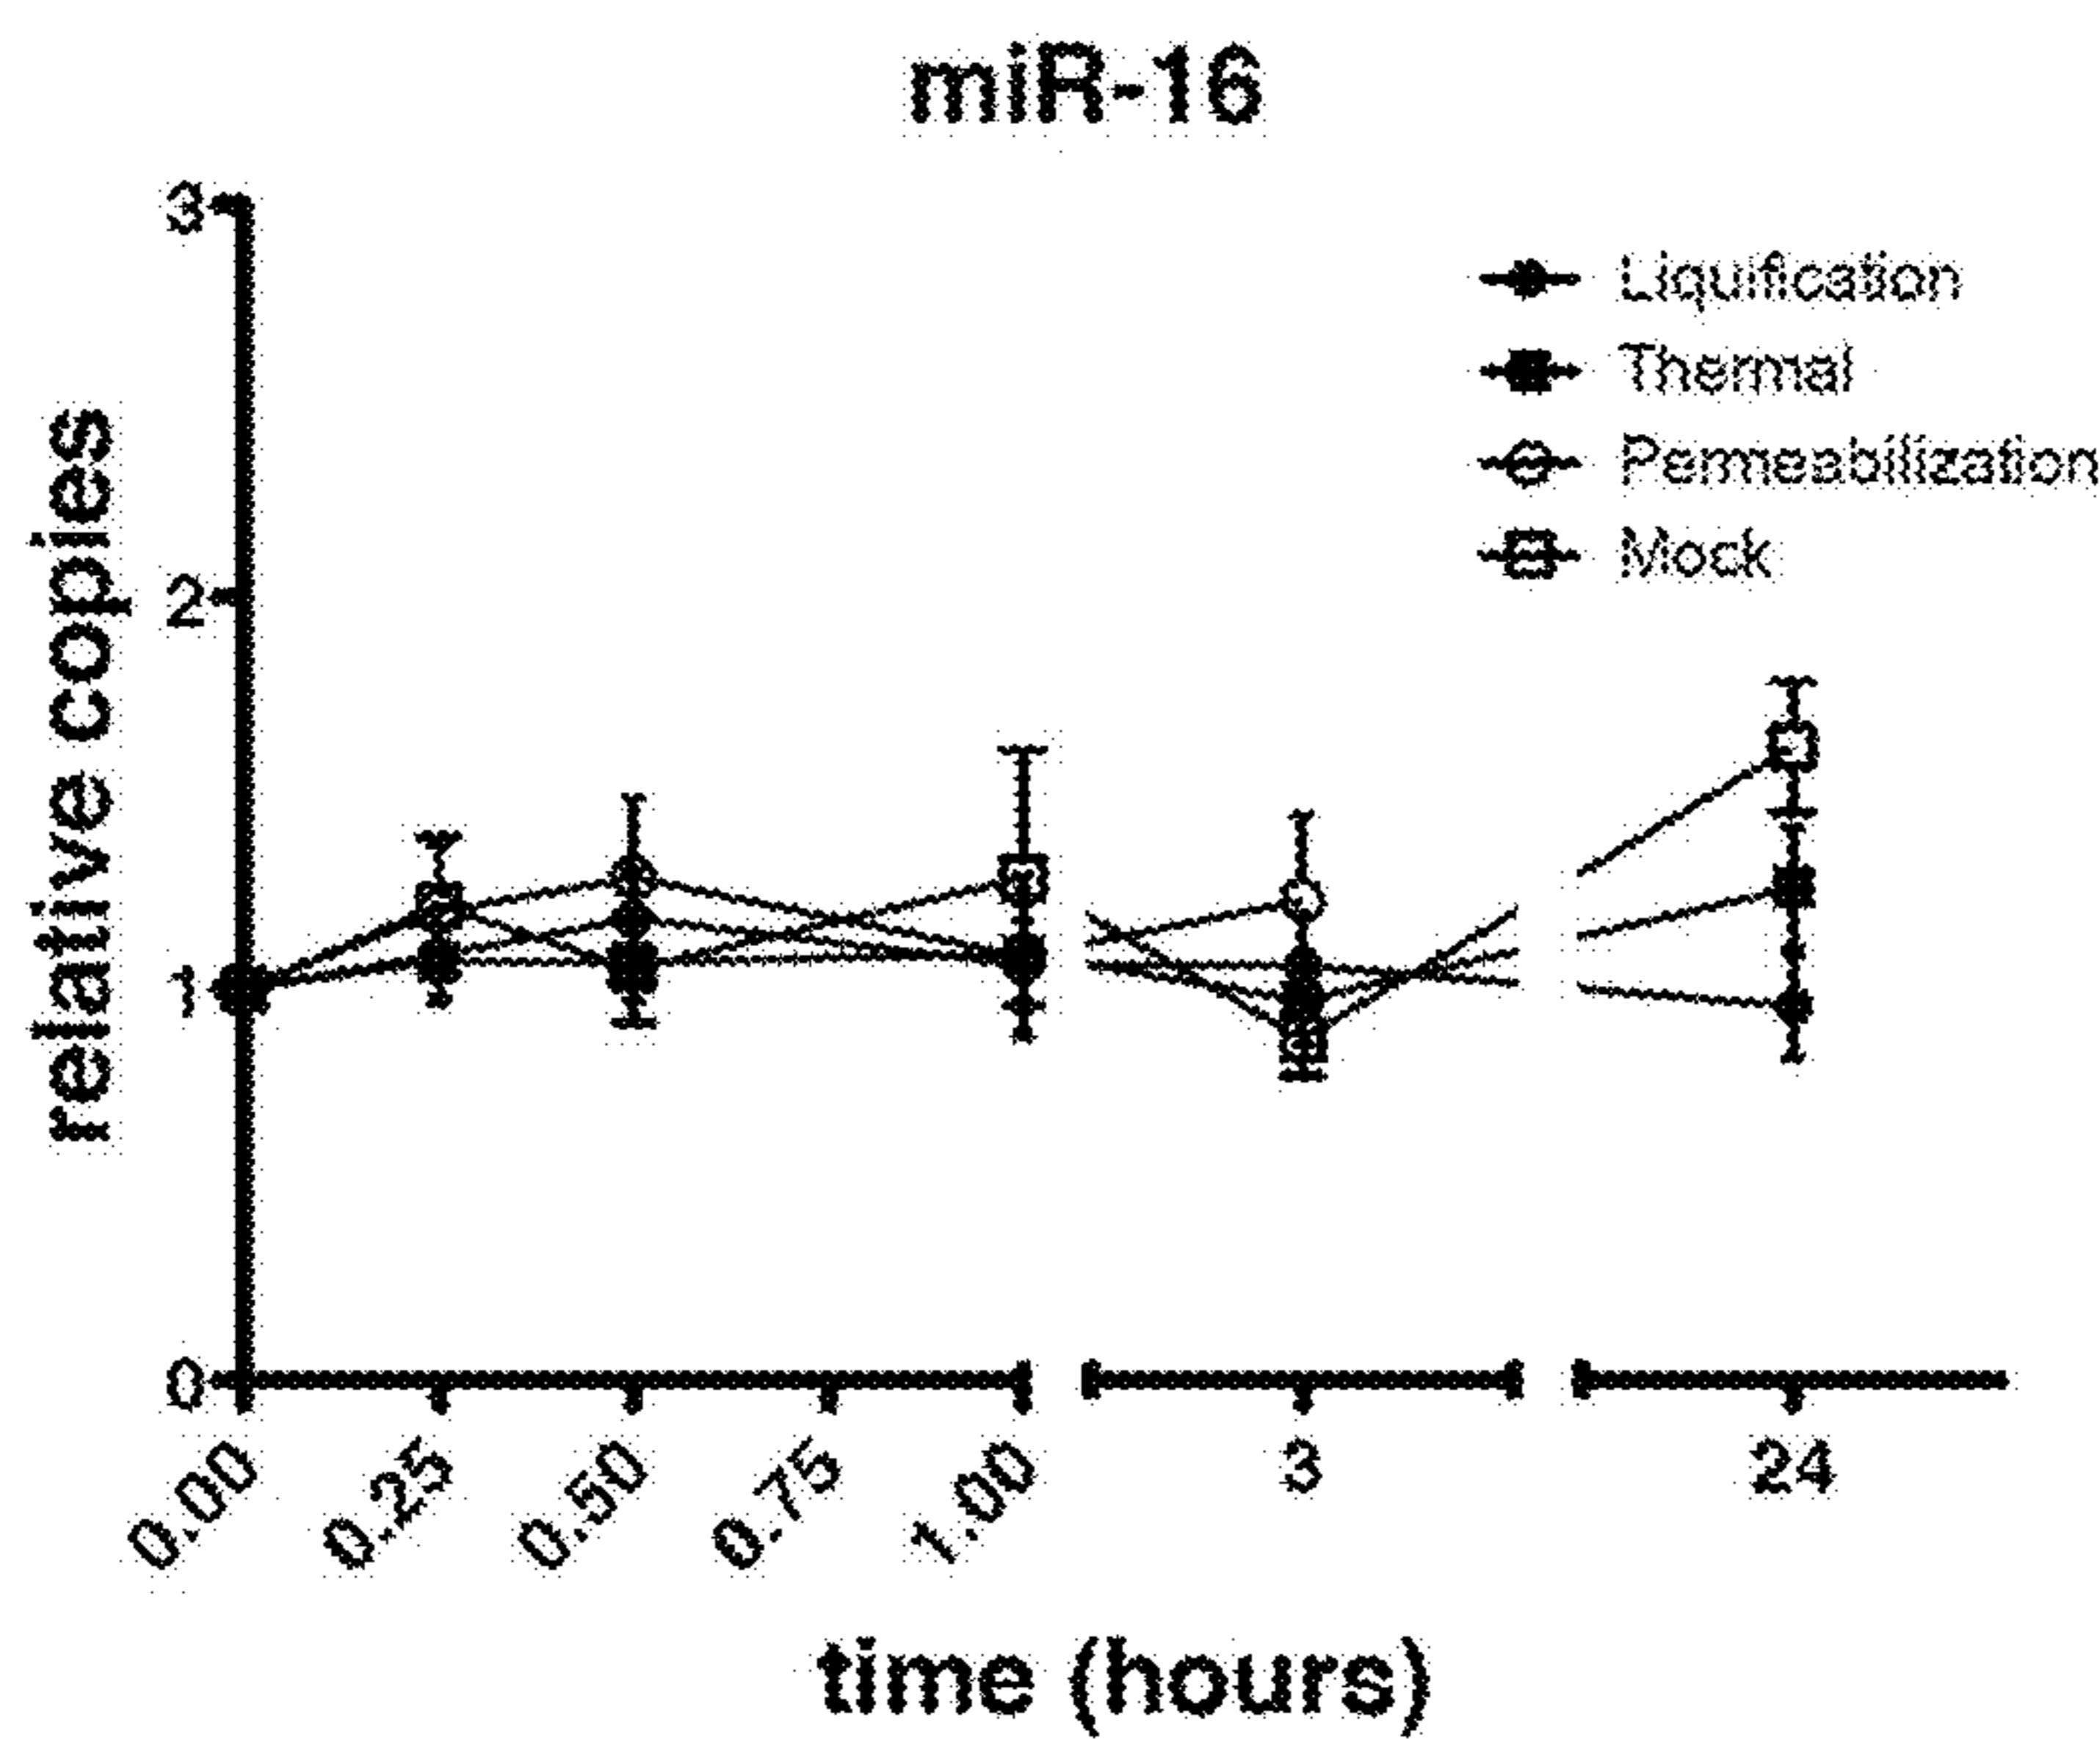 miR-16
3
2
1
0
relative copies
Liquification
Thermal
Permeabilization
Mock
0.00
0.25
0.50
0.75
1.00
3
24
time (hours)